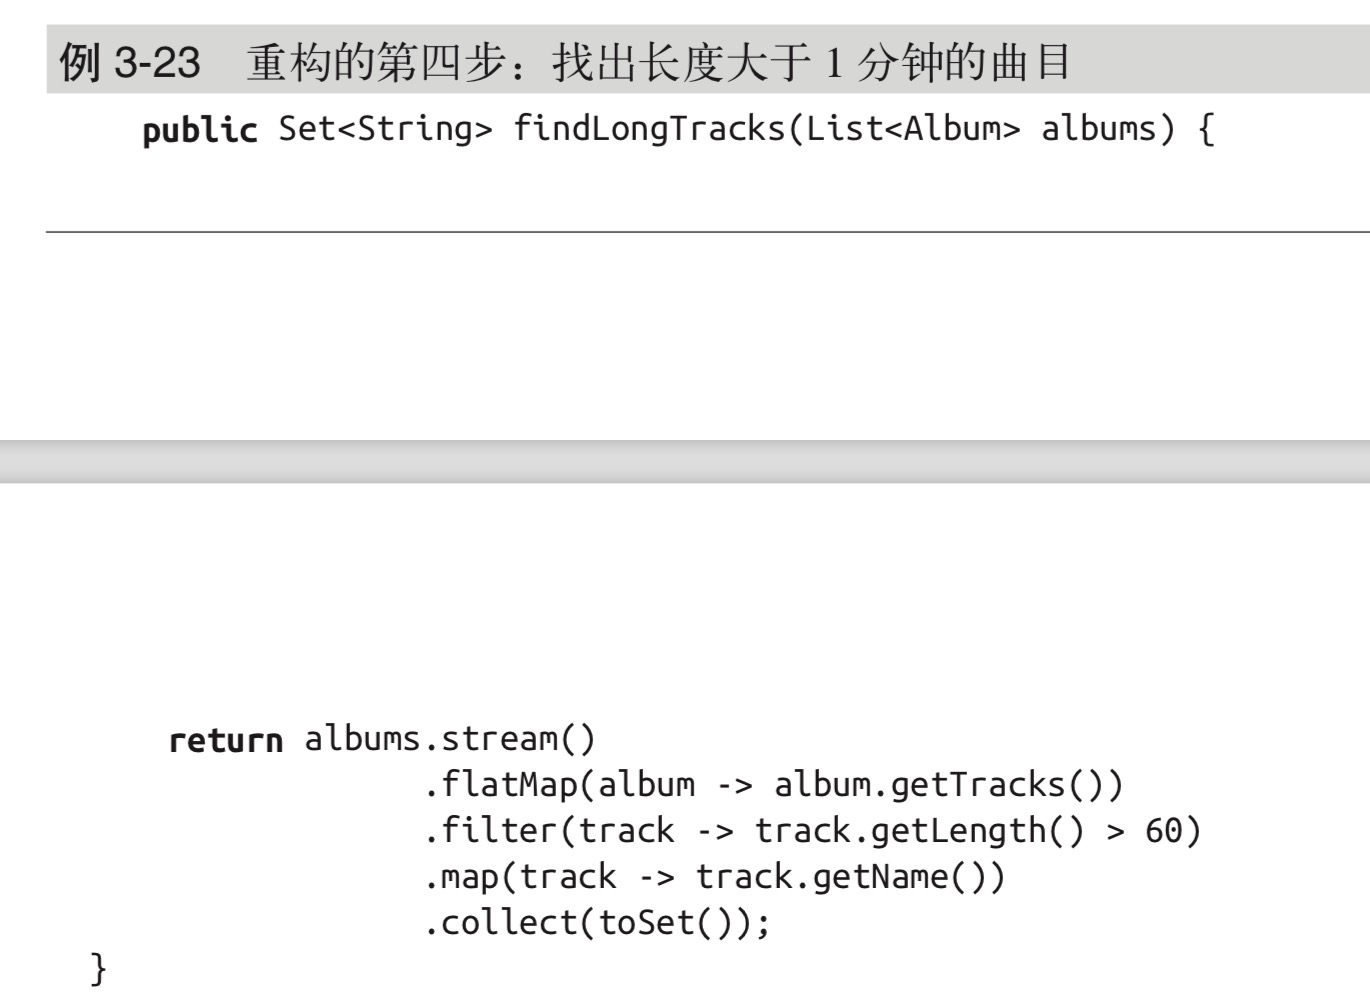 例 3-23 重构的第四步：找出长度大于 1 分钟的曲目
public Set<String> findLongTracks(List<Album> albums) {
return albums.stream()
.flatMap(album -> album.getTracks())
.filter(track -> track.getLength() > 60)
.map(track -> track.getName())
.collect(toSet());
}